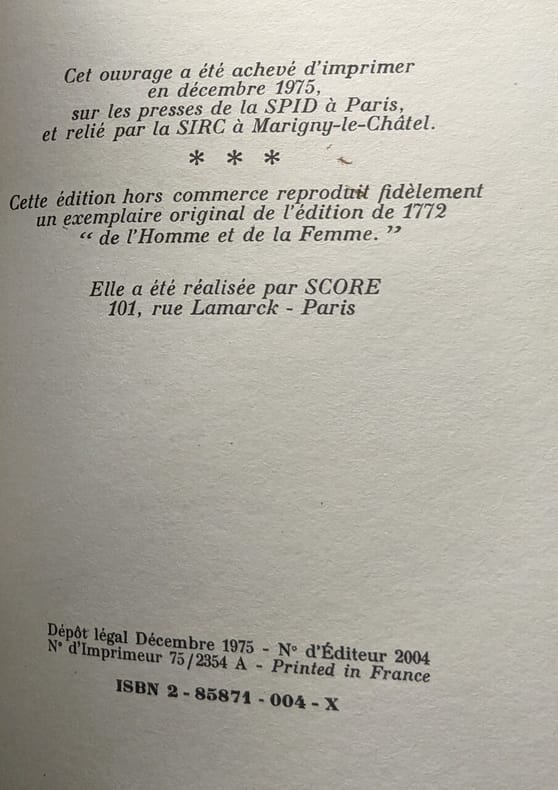 Cet ouvrage a été achevé d'imprimer
en décembre 1975,
sur les presses de la SPID à Paris,
et relié par la SIRC à Marigny-le-Châtel.
* * *
Cette édition hors commerce reproduit fidèlement
un exemplaire original de l'édition de 1772
“ de l'Homme et de la Femme. ”
Elle a été réalisée par SCORE
101, rue Lamarck - Paris
Dépôt légal Décembre 1975 - N° d'Éditeur 2004
N° d'Imprimeur 75/2354 A - Printed in France
ISBN 2 - 85871 - 004 - X